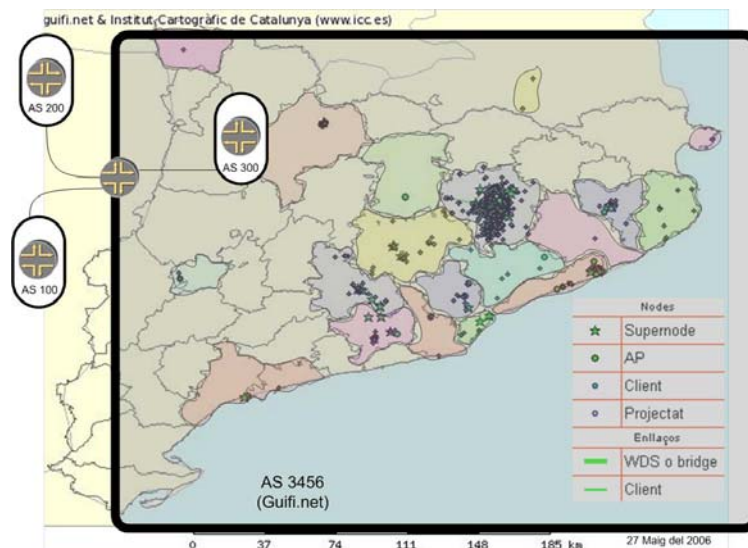 guifi.net & Institut Cartogràfic de Catalunya (www.icc.es)
AS 200
AS 300
AS 100
Nodes
Supernode
AP
Client
Projectat
Enllaços
WDS o bridge
Client
AS 3456
(Guifi.net)
0 37 74 111 148 185 km
27 Maig del 2006